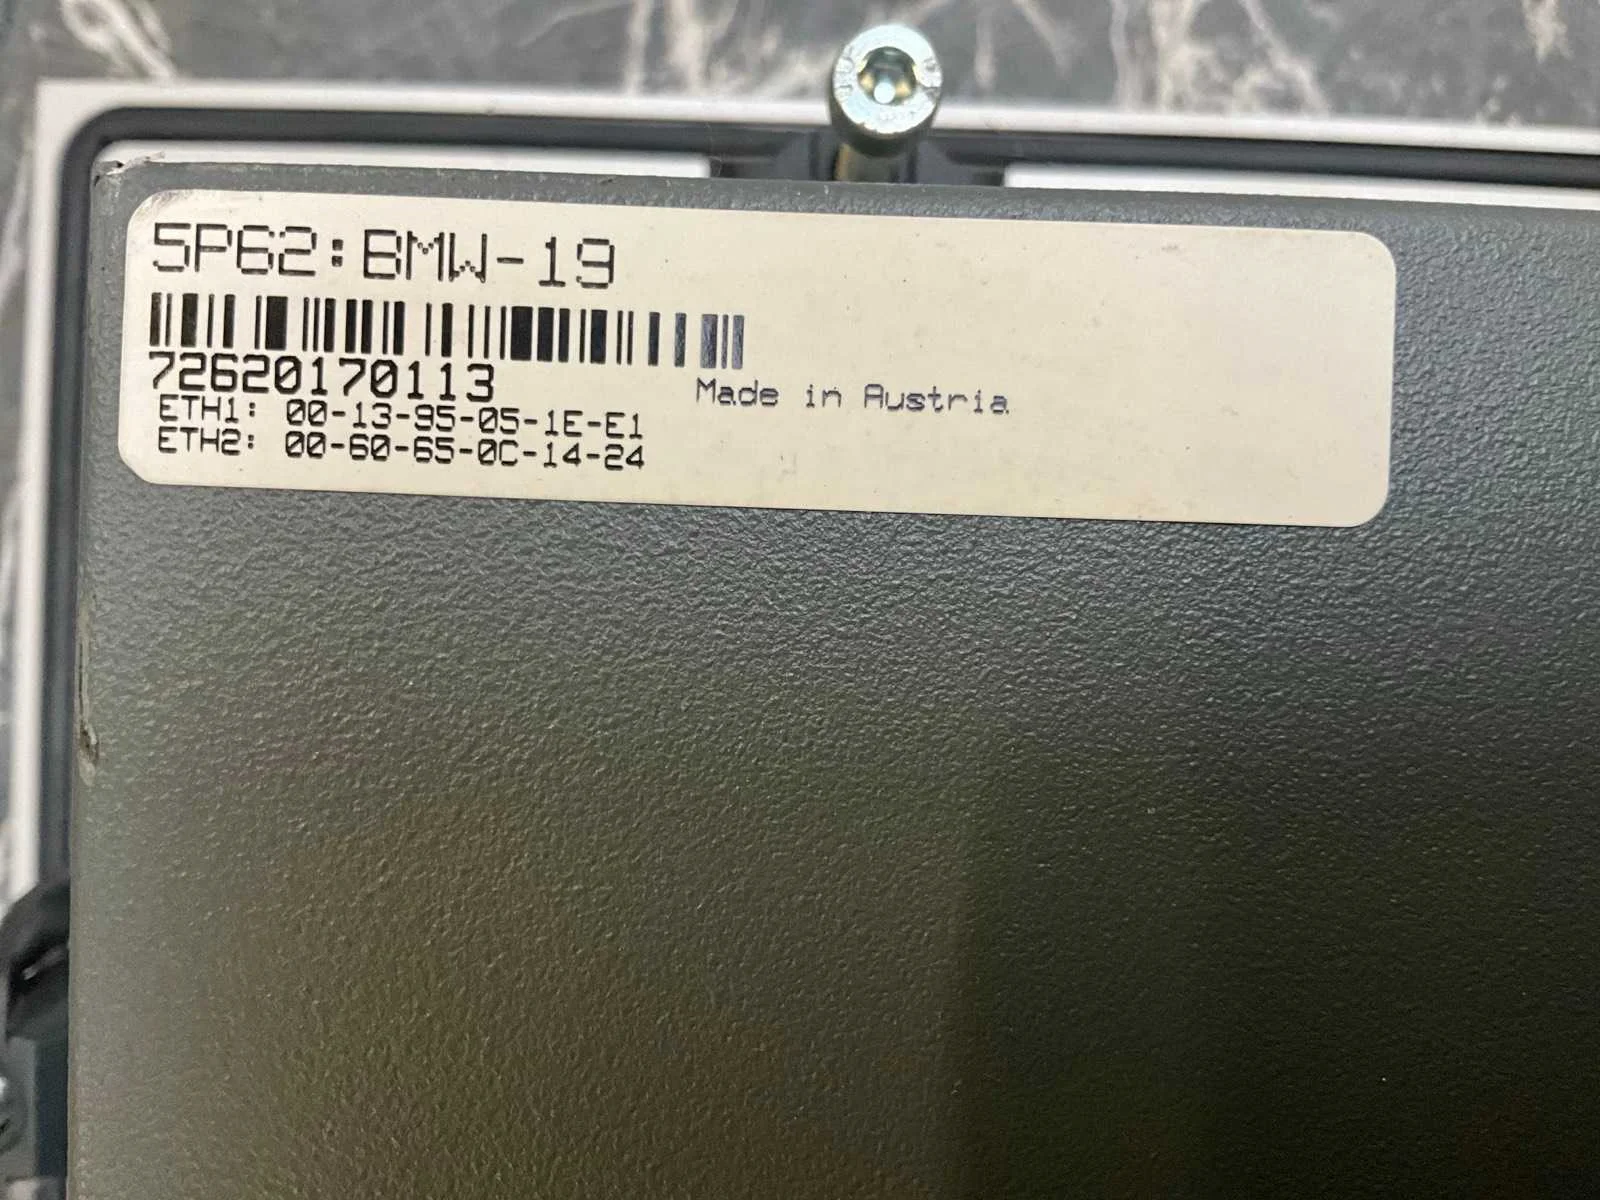 5P62:BMW-19
72620170113
Made in Austria
ETH1: 00-13-95-05-1E-E1
ETH2: 00-60-65-0C-14-24